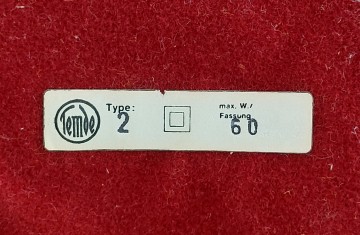 Temde
Type:
2
max. W./
Fassung
60